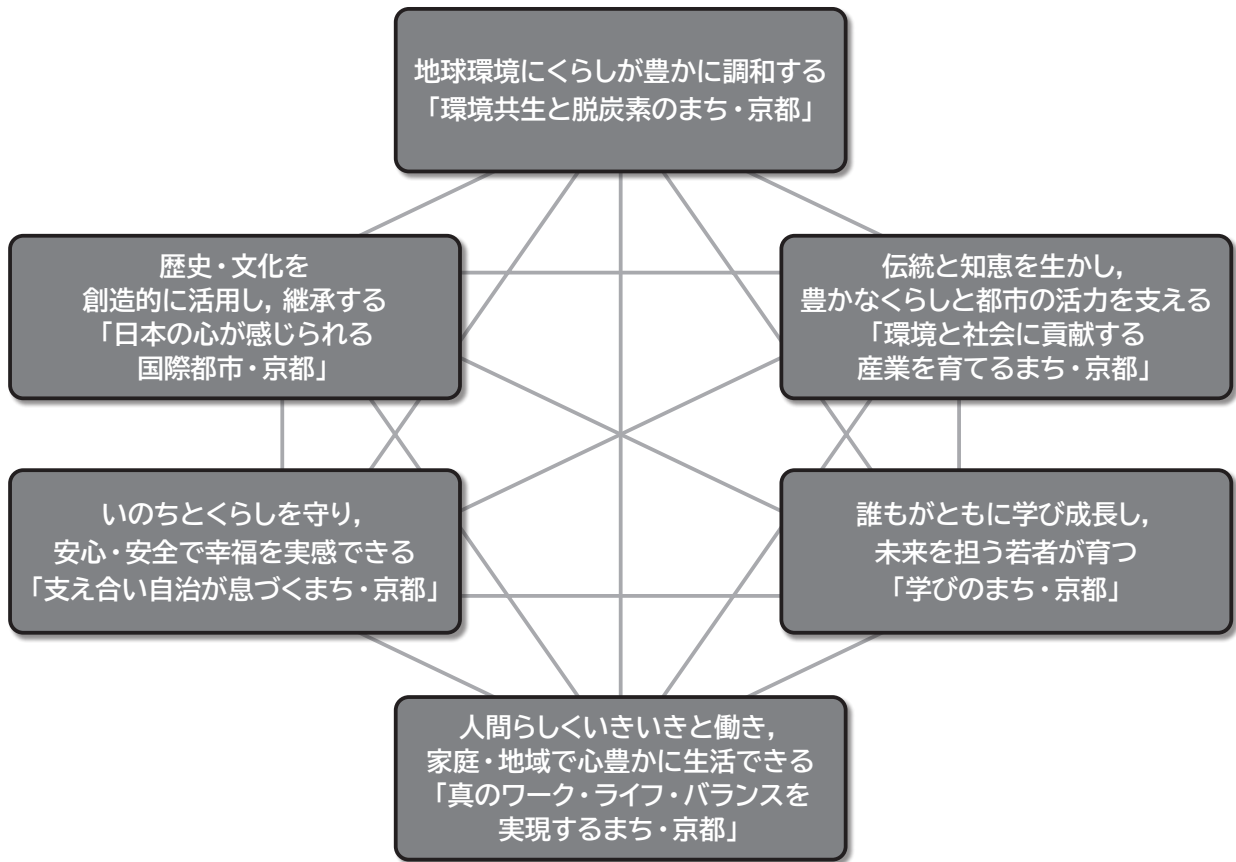 地球環境にくらしが豊かに調和する
「環境共生と脱炭素のまち・京都」
歴史・文化を
創造的に活用し, 継承する
「日本の心が感じられる
国際都市・京都」
伝統と知恵を生かし,
豊かなくらしと都市の活力を支える
「環境と社会に貢献する
産業を育てるまち・京都」
いのちとくらしを守り,
安心・安全で幸福を実感できる
「支え合い自治が息づくまち・京都」
誰もがともに学び成長し,
未来を担う若者が育つ
「学びのまち・京都」
人間らしくいきいきと働き,
家庭・地域で心豊かに生活できる
「真のワーク・ライフ・バランスを
実現するまち・京都」